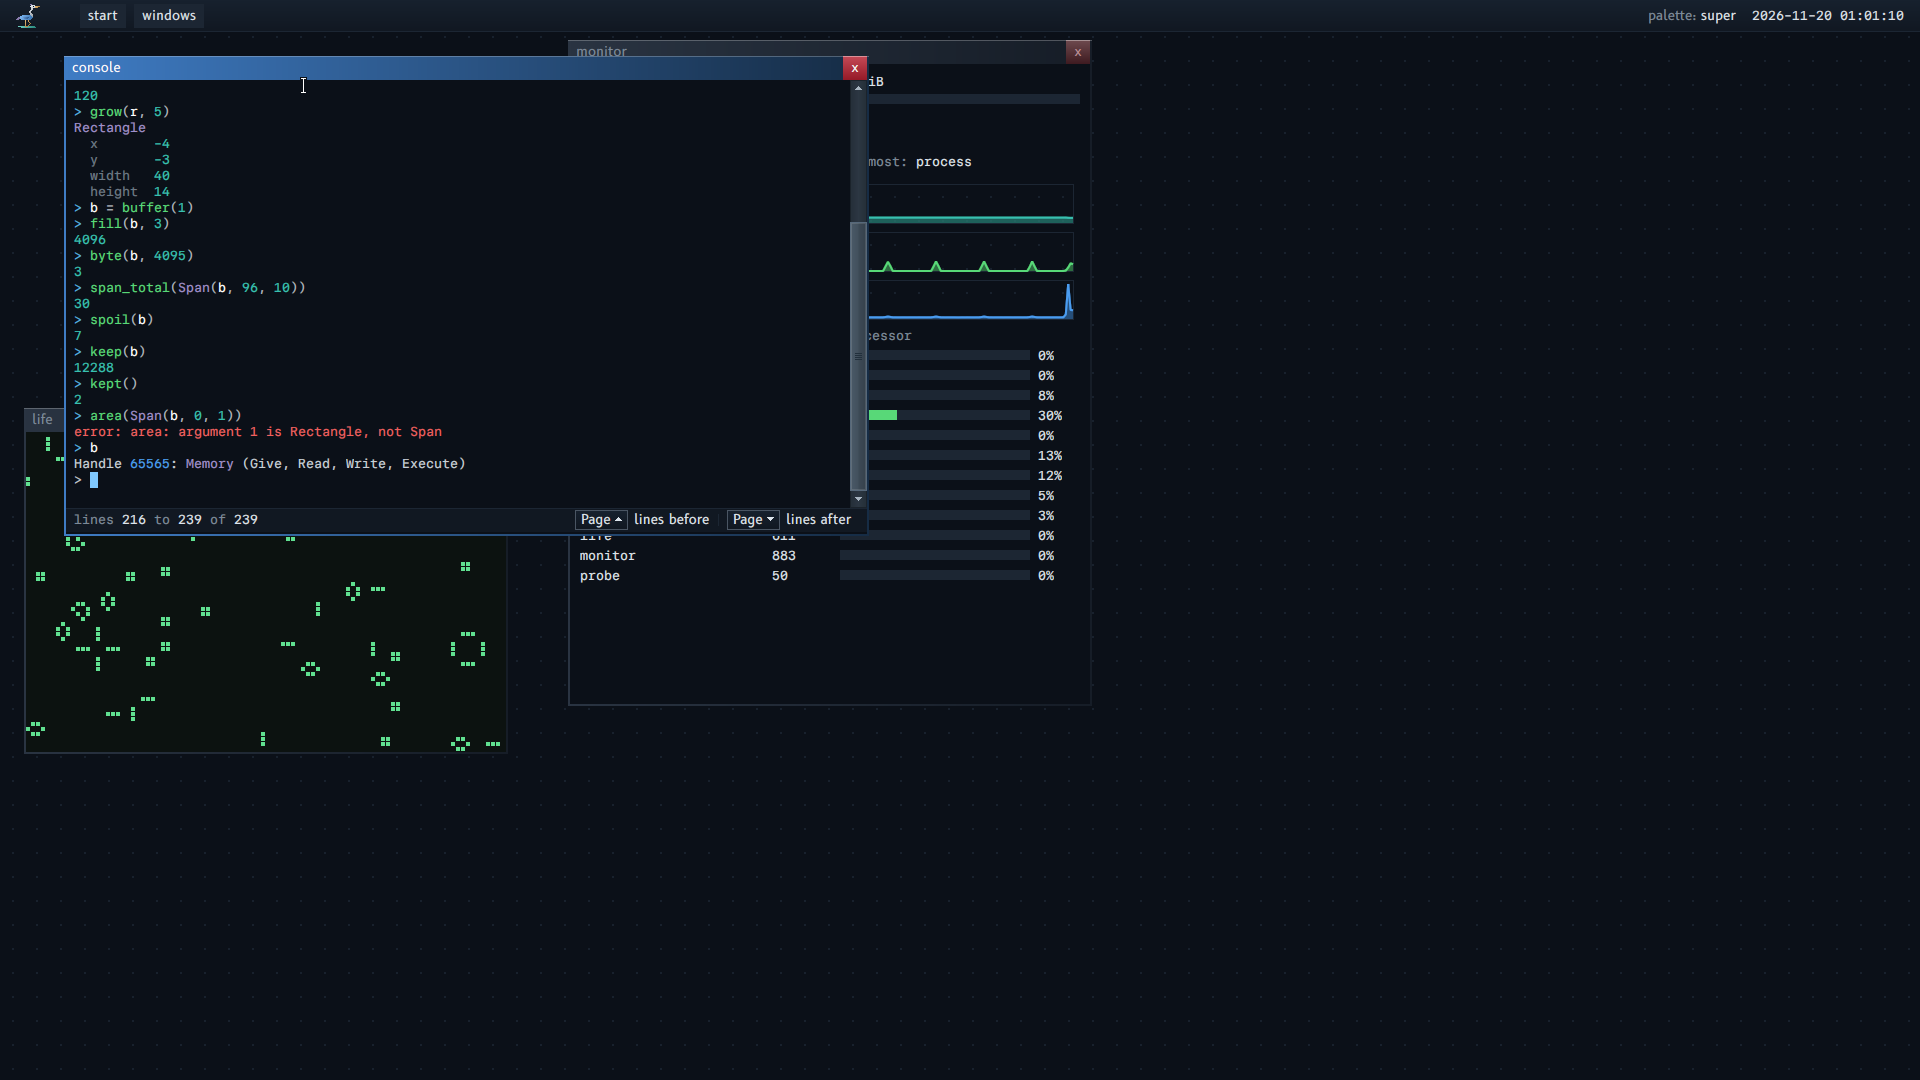 start windows palette: super 2026-11-20 01:01:10
monitor x
console x
iB
120
> grow(r, 5)
Rectangle
x -4
y -3
width 40
height 14
> b = buffer(1)
> fill(b, 3)
4096
> byte(b, 4095)
3
> span_total(Span(b, 96, 10))
30
> spoil(b)
7
> keep(b)
12288
> kept()
2
> area(Span(b, 0, 1))
error: area: argument 1 is Rectangle, not Span
> b
Handle 65565: Memory (Give, Read, Write, Execute)
>
lines 216 to 239 of 239 Page lines before Page lines after
most: process
cessor
0%
0%
8%
30%
0%
13%
12%
5%
3%
0%
monitor 883 0%
probe 50 0%
life